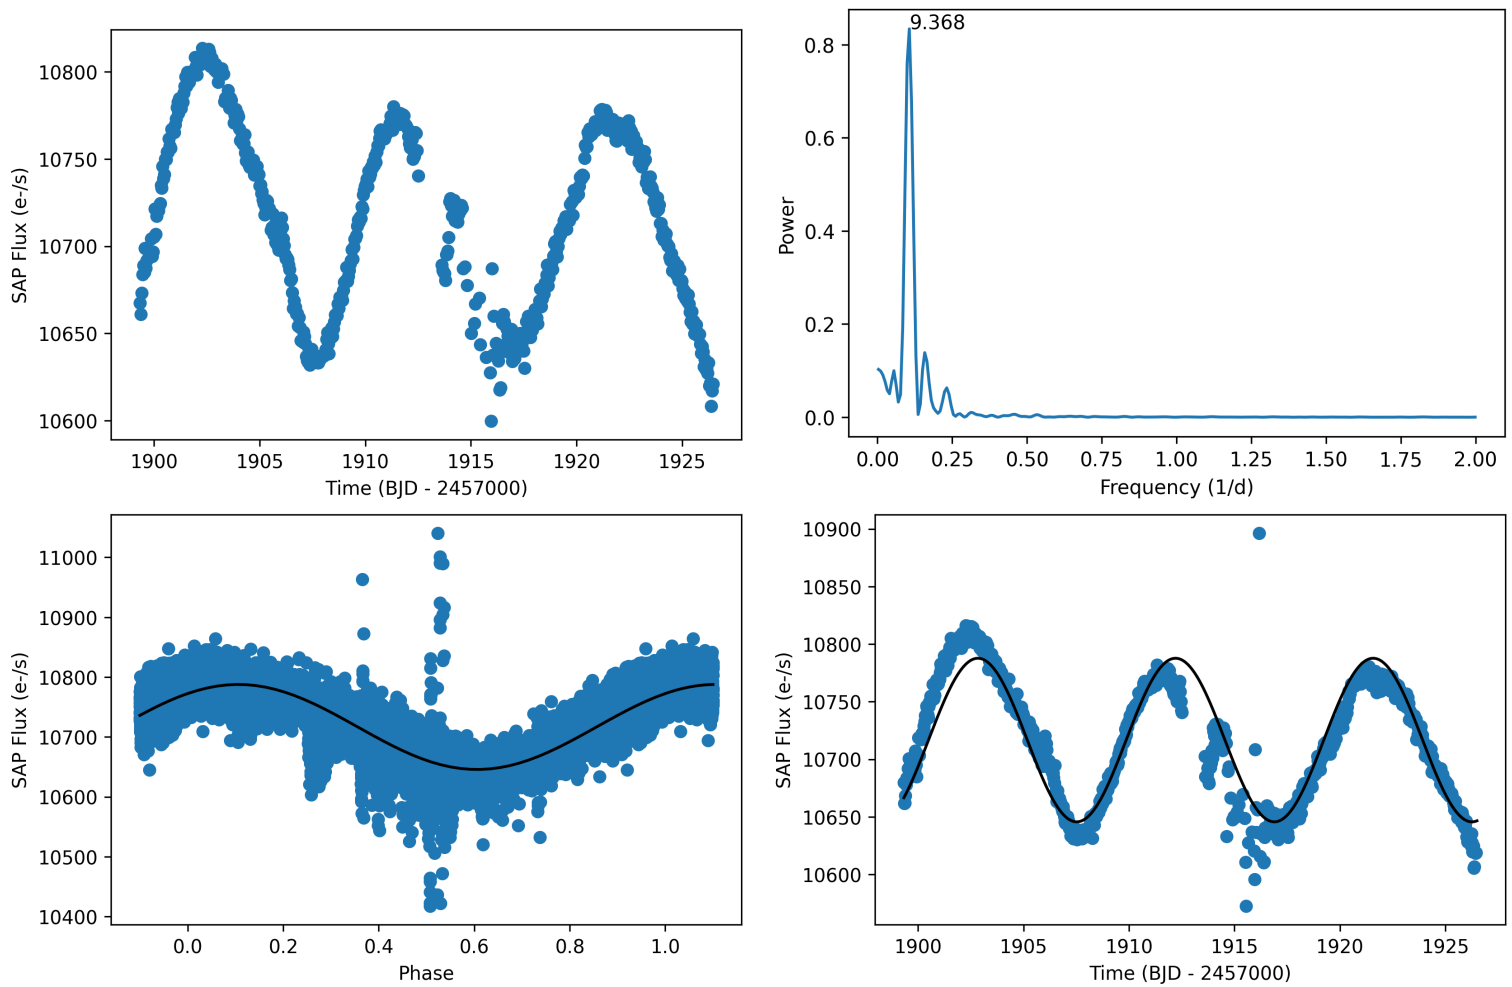 10800
10750
10700
10650
10600
SAP Flux (e-/s)
1900 1905 1910 1915 1920 1925
Time (BJD - 2457000)
9.368
0.8
0.6
0.4
0.2
0.0
Power
0.00 0.25 0.50 0.75 1.00 1.25 1.50 1.75 2.00
Frequency (1/d)
11000
10900
10800
10700
10600
10500
10400
SAP Flux (e-/s)
0.0 0.2 0.4 0.6 0.8 1.0
Phase
10900
10850
10800
10750
10700
10650
10600
SAP Flux (e-/s)
1900 1905 1910 1915 1920 1925
Time (BJD - 2457000)